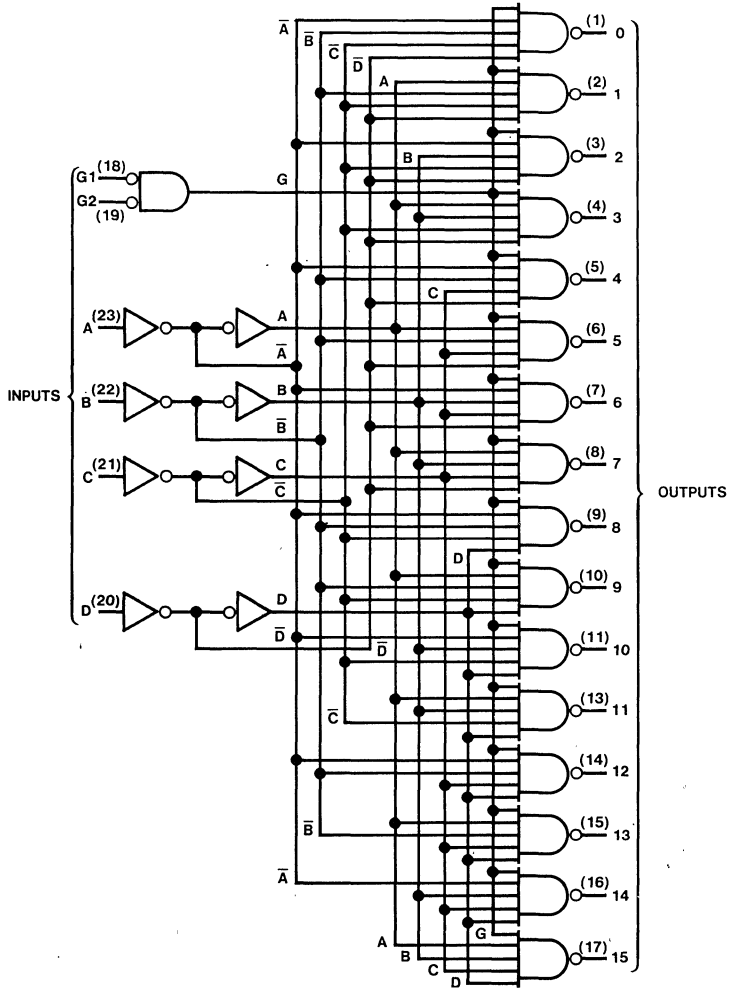 A̅ (1) 0
B̅
C̅
D̅
A (2) 1
B (3) 2
G1 (18) G
G2 (19)
(4) 3
(5) 4
C
A (23) A (6) 5
A̅
INPUTS
B (22) B (7) 6
B̅
C (21) C (8) 7
C̅
OUTPUTS
(9) 8
D
(10) 9
D (20) D
D̅ D̅ (11) 10
C̅ (13) 11
(14) 12
B̅ (15) 13
A̅ (16) 14
G
A (17) 15
B
C
D